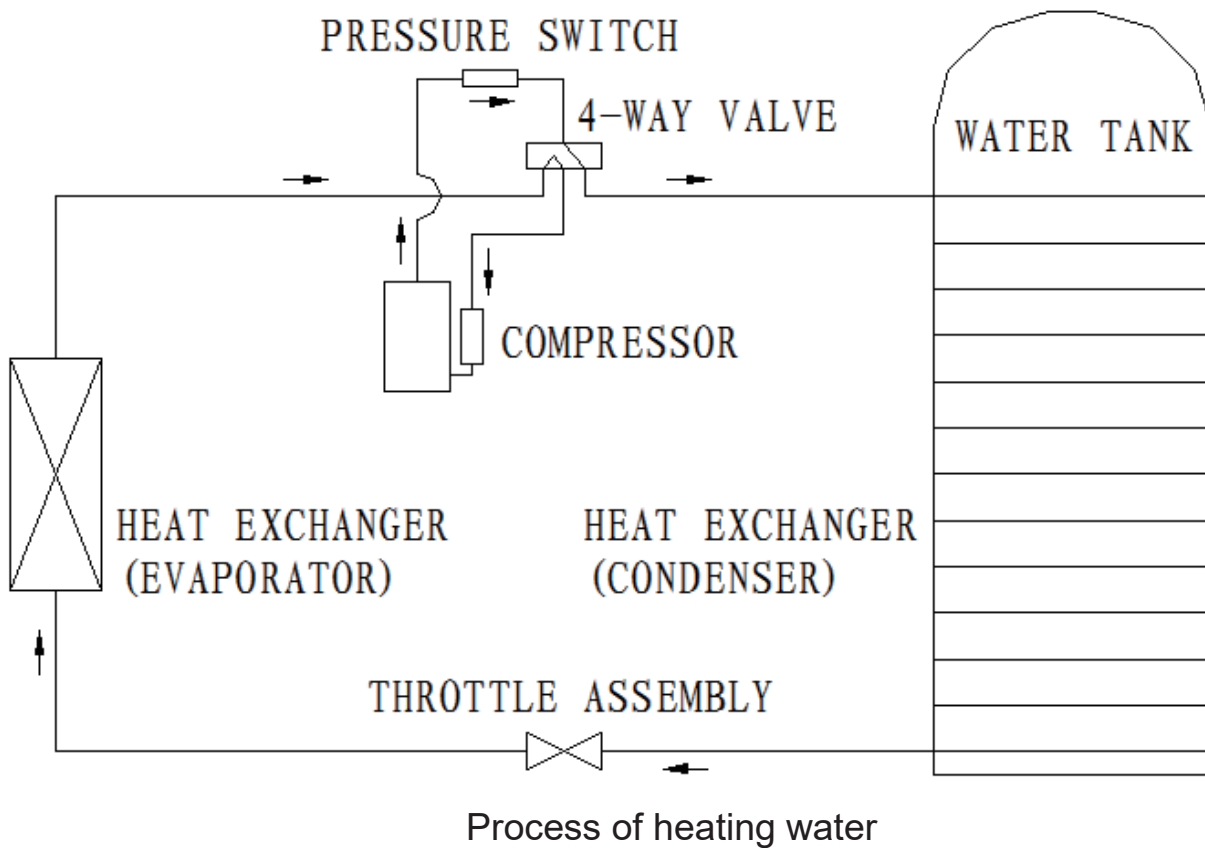 PRESSURE SWITCH
4-WAY VALVE
WATER TANK
COMPRESSOR
HEAT EXCHANGER
(EVAPORATOR)
HEAT EXCHANGER
(CONDENSER)
THROTTLE ASSEMBLY
Process of heating water